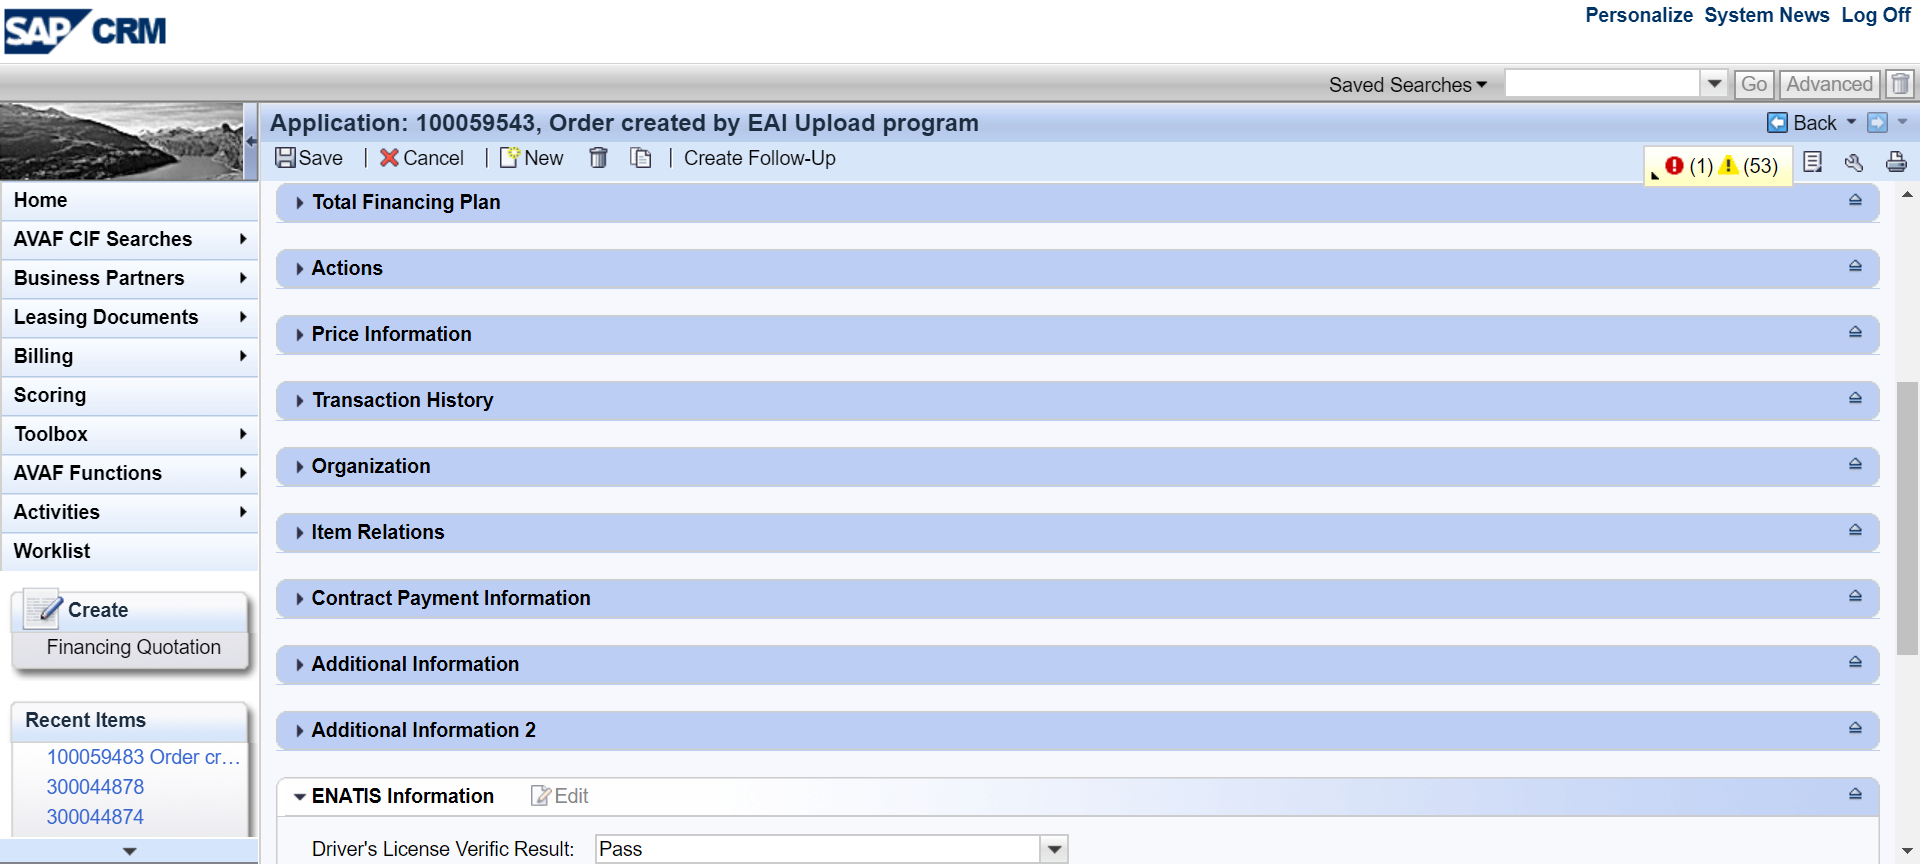 SAP CRM
Personalize System News Log Off
Saved Searches Go Advanced
Application: 100059543, Order created by EAI Upload program
Back
Save | Cancel | New | Create Follow-Up
(1) (53)
Home
AVAF CIF Searches
Business Partners
Leasing Documents
Billing
Scoring
Toolbox
AVAF Functions
Activities
Worklist
Create
Financing Quotation
Recent Items
100059483 Order cr...
300044878
300044874
Total Financing Plan
Actions
Price Information
Transaction History
Organization
Item Relations
Contract Payment Information
Additional Information
Additional Information 2
ENATIS Information Edit
Driver's License Verific Result: Pass